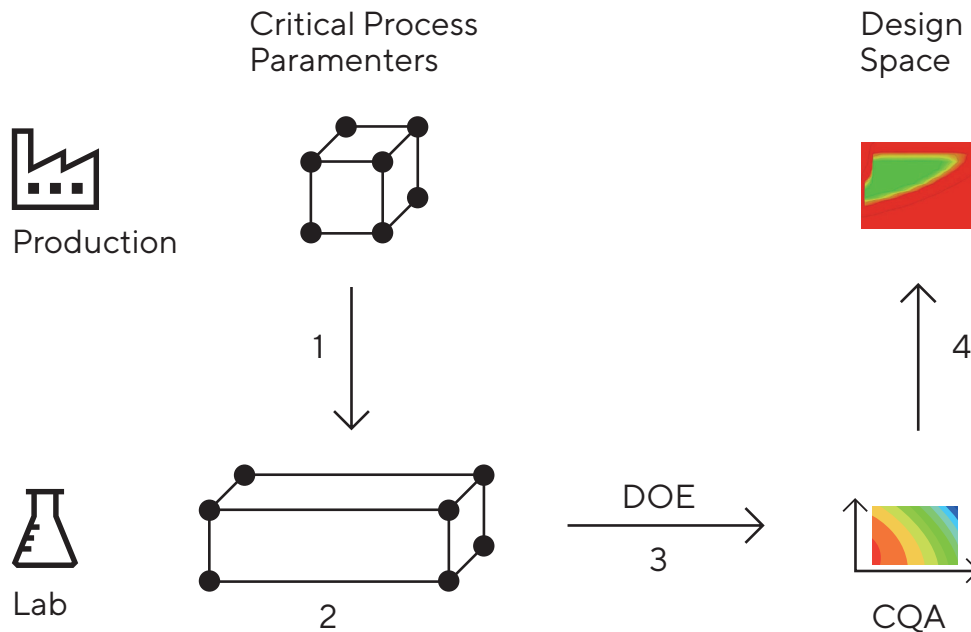 Critical Process
Paramenters
Design
Space
Production
1
4
DOE
3
Lab
2
CQA